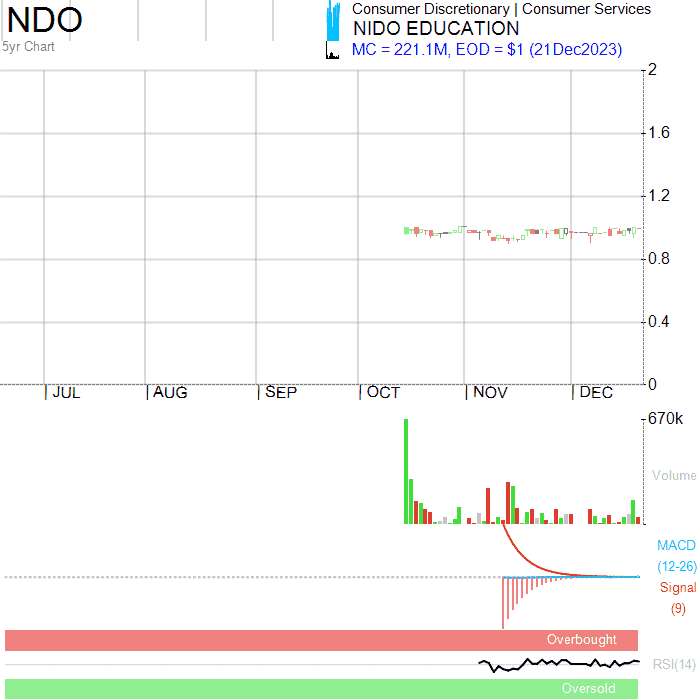 NDO
Consumer Discretionary | Consumer Services
NIDO EDUCATION
5yr Chart
MC = 221.1M, EOD = $1 (21Dec2023)
2
1.6
1.2
0.8
0.4
0
| JUL | AUG | SEP | OCT | NOV | DEC
670k
Volume
MACD
(12-26)
Signal
(9)
Overbought
RSI(14)
Oversold